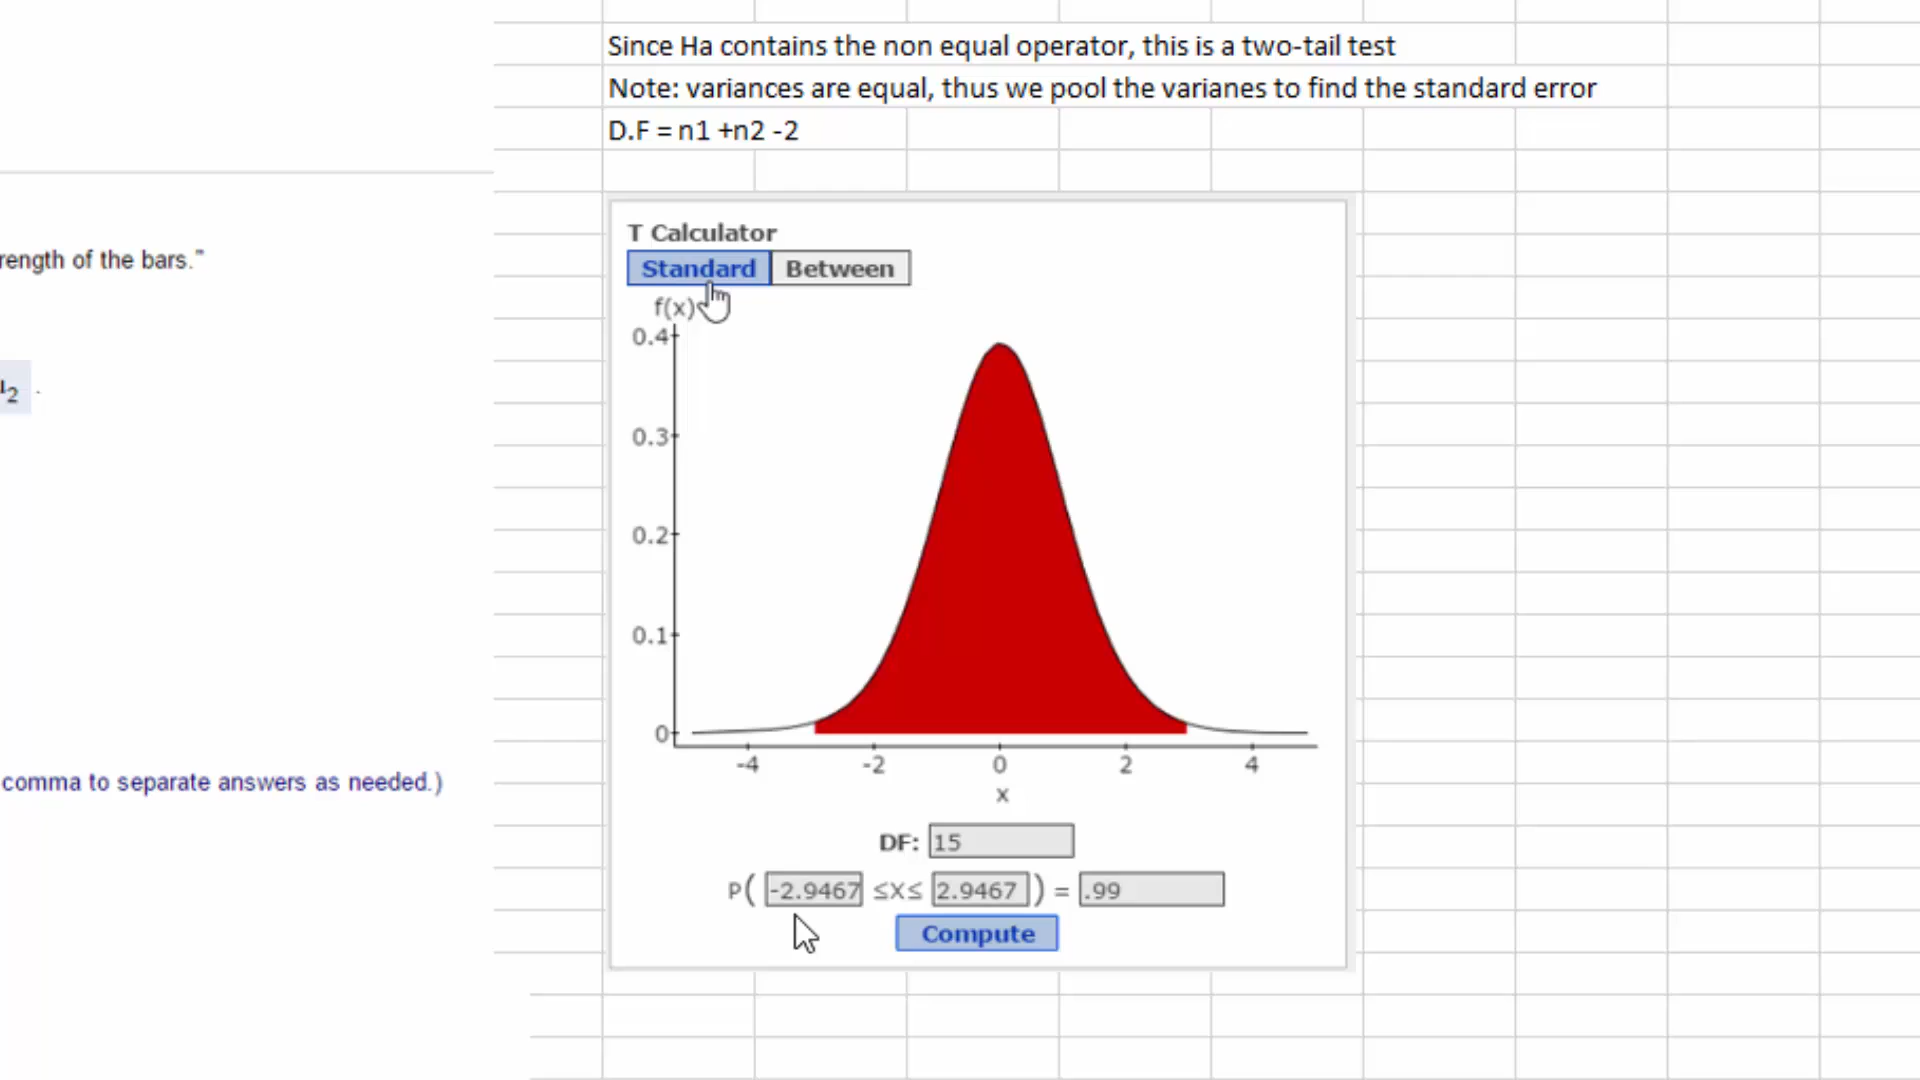 Since Ha contains the non equal operator, this is a two-tail test
Note: variances are equal, thus we pool the varianes to find the standard error
D.F = n1 +n2 -2
rength of the bars."
2 .
comma to separate answers as needed.)
T Calculator
Standard Between
f(x)
0.4
0.3
0.2
0.1
0
-4 -2 0 2 4
x
DF: 15
P( -2.9467 ≤X≤ 2.9467 ) = .99
Compute